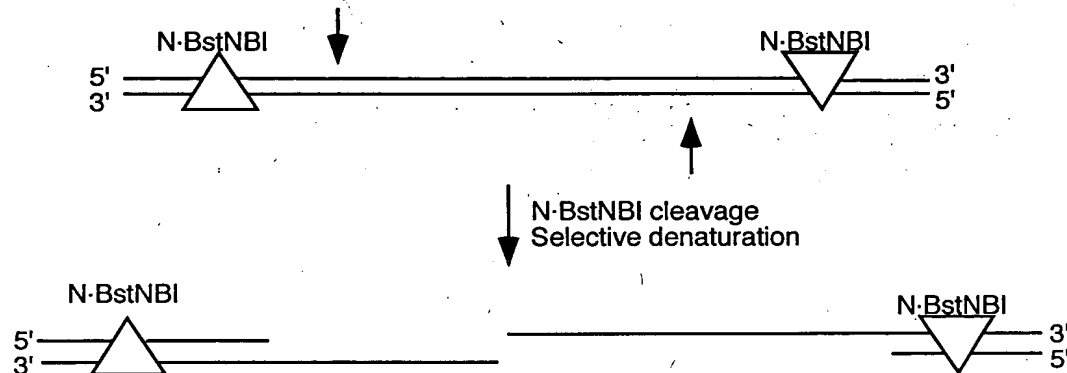 N·BstNBI N·BstNBI
5' 3'
3' 5'
N·BstNBI cleavage
Selective denaturation
N·BstNBI N·BstNBI
5' 3'
3' 5'